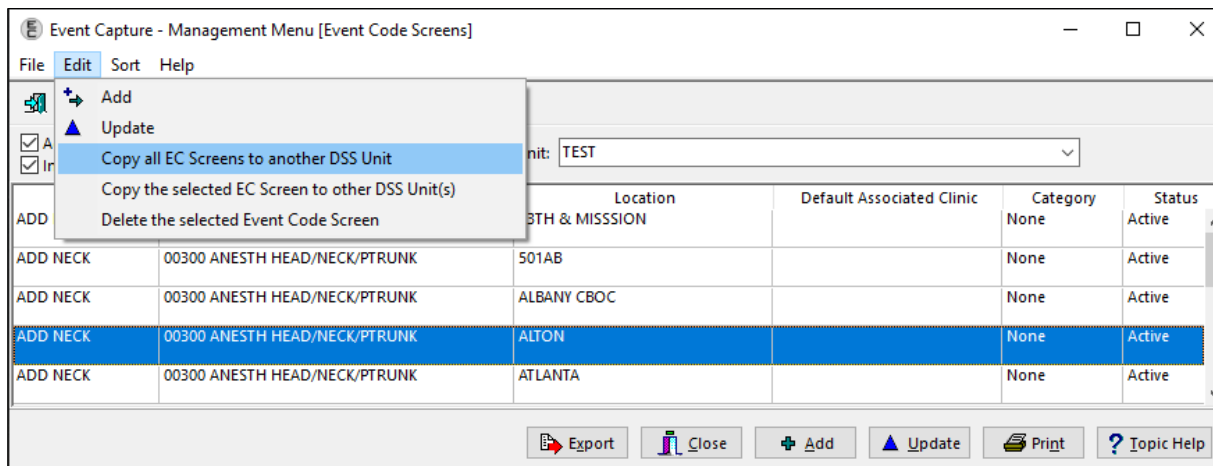 Event Capture - Management Menu [Event Code Screens]
File Edit Sort Help
Add
Update
Copy all EC Screens to another DSS Unit
Copy the selected EC Screen to other DSS Unit(s)
Delete the selected Event Code Screen
nit: TEST
Location Default Associated Clinic Category Status
ADD & MISSSION None Active
ADD NECK 00300 ANESTH HEAD/NECK/PTRUNK 501AB None Active
ADD NECK 00300 ANESTH HEAD/NECK/PTRUNK ALBANY CBOC None Active
ADD NECK 00300 ANESTH HEAD/NECK/PTRUNK ALTON None Active
ADD NECK 00300 ANESTH HEAD/NECK/PTRUNK ATLANTA None Active
Export Close Add Update Print Topic Help